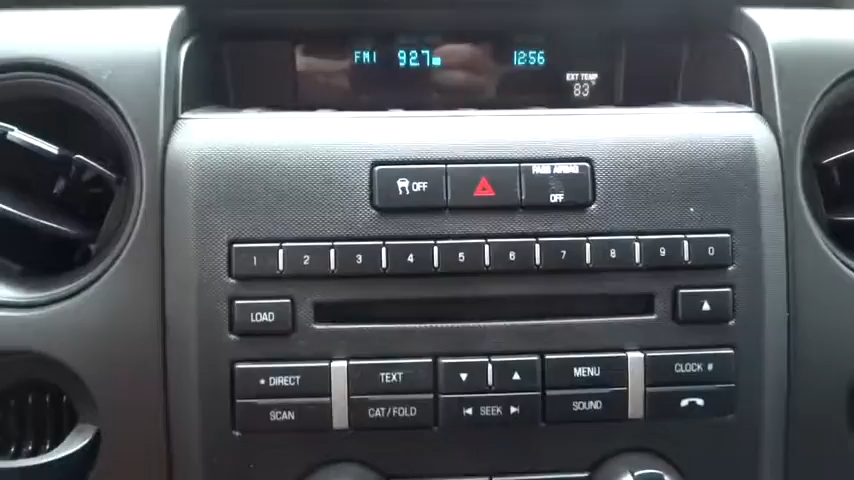 FM1 92.7 12:56
EXT TEMP
83°
OFF
PASS AIRBAG
OFF
1 2 3 4 5 6 7 8 9 0
LOAD
* DIRECT TEXT MENU CLOCK #
SCAN CAT/FOLD SEEK SOUND